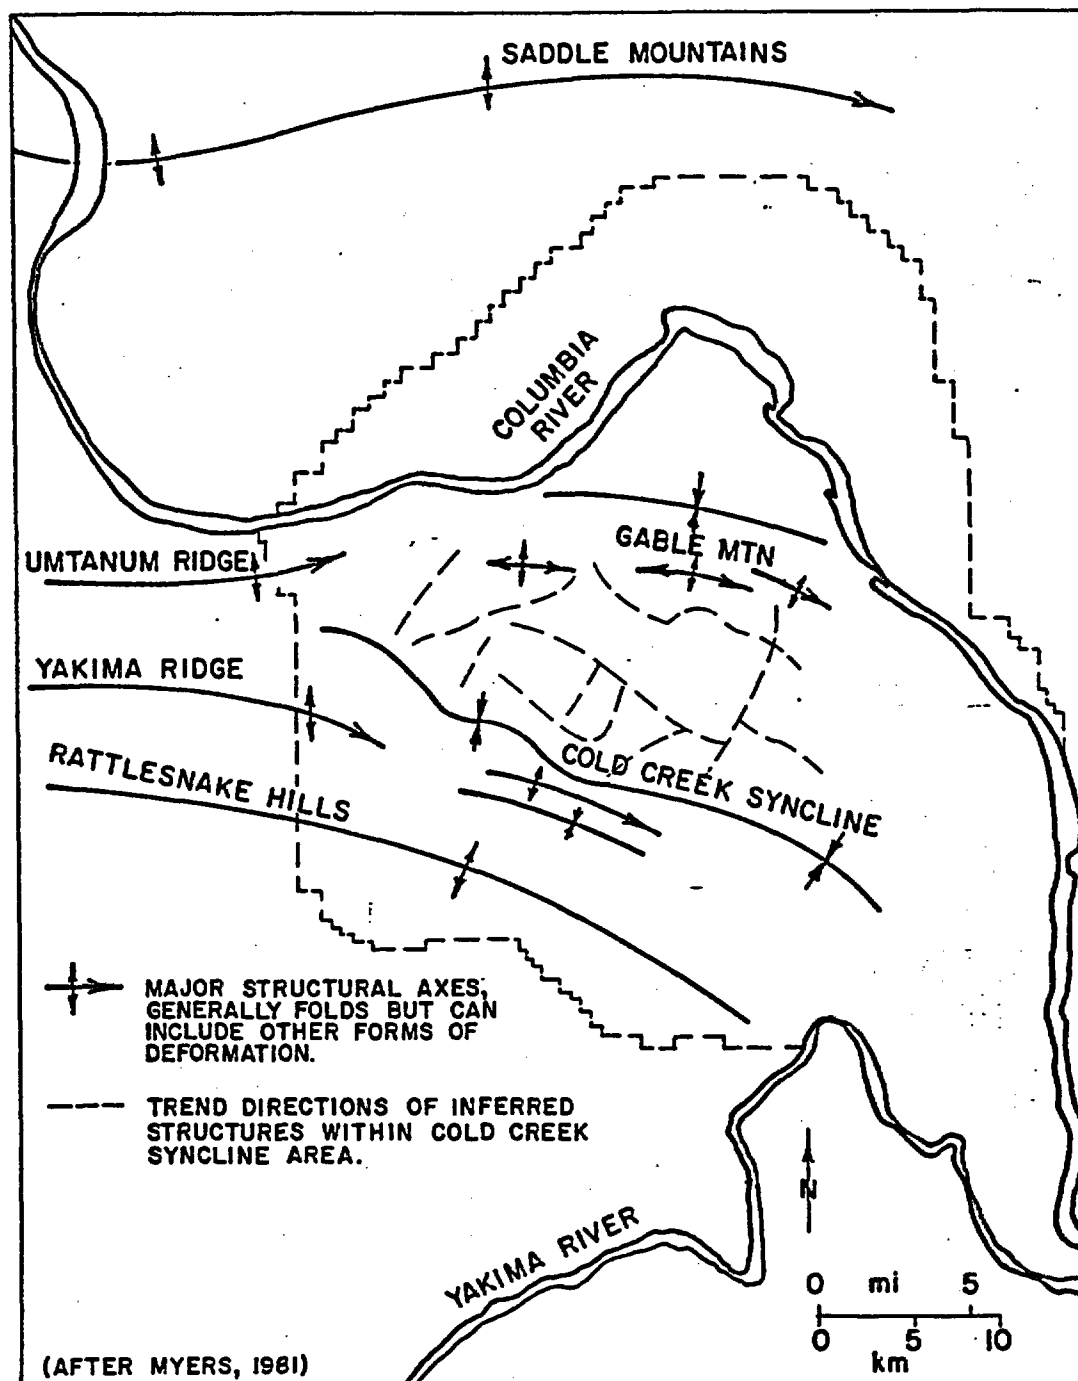 SADDLE MOUNTAINS
COLUMBIA
RIVER
GABLE MTN
UMTANUM RIDGE
YAKIMA RIDGE
RATTLESNAKE HILLS
COLD CREEK SYNCLINE
MAJOR STRUCTURAL AXES,
GENERALLY FOLDS BUT CAN
INCLUDE OTHER FORMS OF
DEFORMATION.
TREND DIRECTIONS OF INFERRED
STRUCTURES WITHIN COLD CREEK
SYNCLINE AREA.
N
YAKIMA RIVER
0 mi 5
0 5 10
km
(AFTER MYERS, 1981)